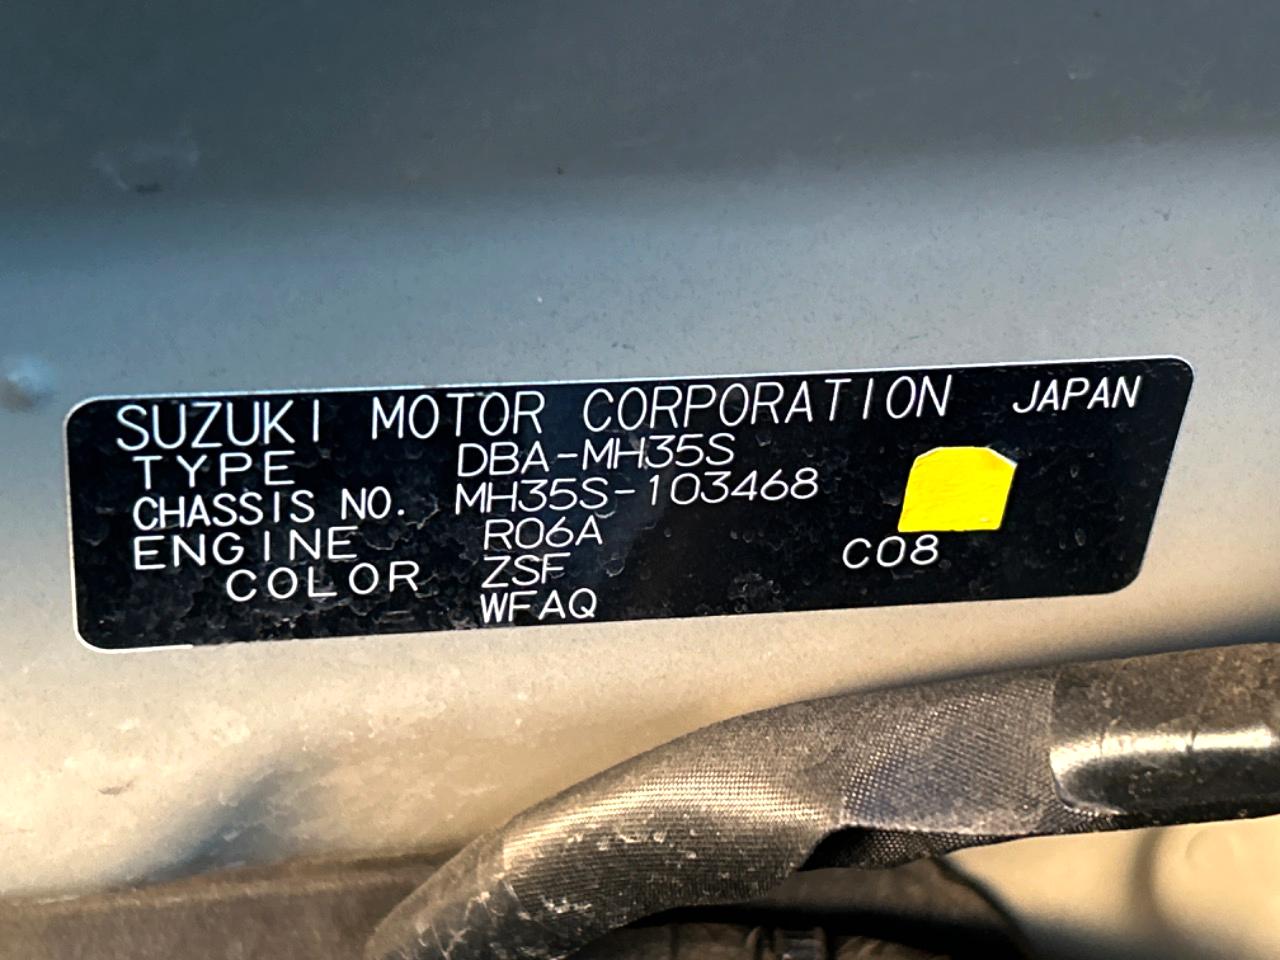 SUZUKI MOTOR CORPORATION JAPAN
TYPE DBA-MH35S
CHASSIS NO. MH35S-103468
ENGINE R06A
COLOR ZSF C08
WFAQ